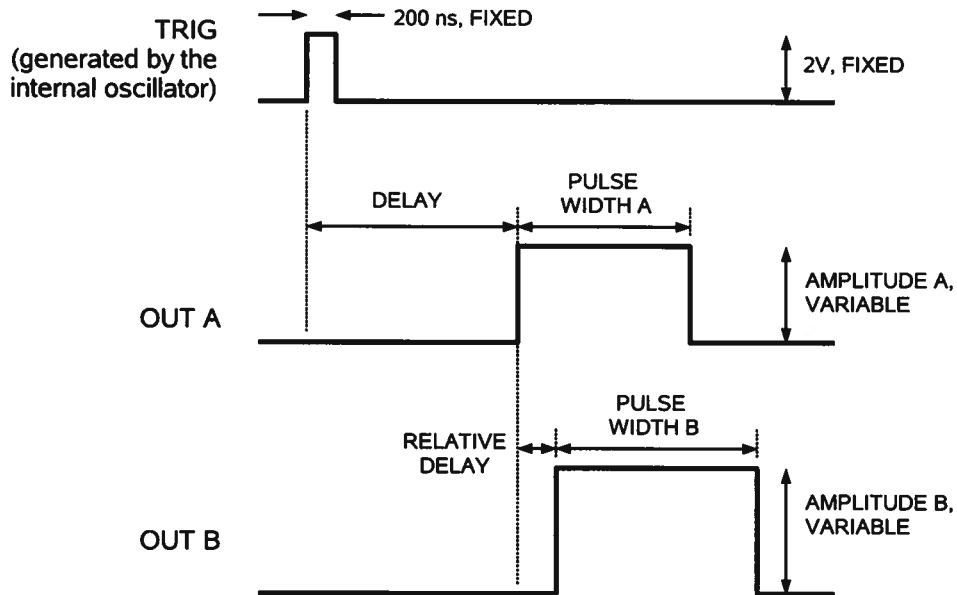 200 ns, FIXED
TRIG
(generated by the
internal oscillator)
2V, FIXED
DELAY
PULSE
WIDTH A
AMPLITUDE A,
VARIABLE
OUT A
PULSE
WIDTH B
RELATIVE
DELAY
AMPLITUDE B,
VARIABLE
OUT B